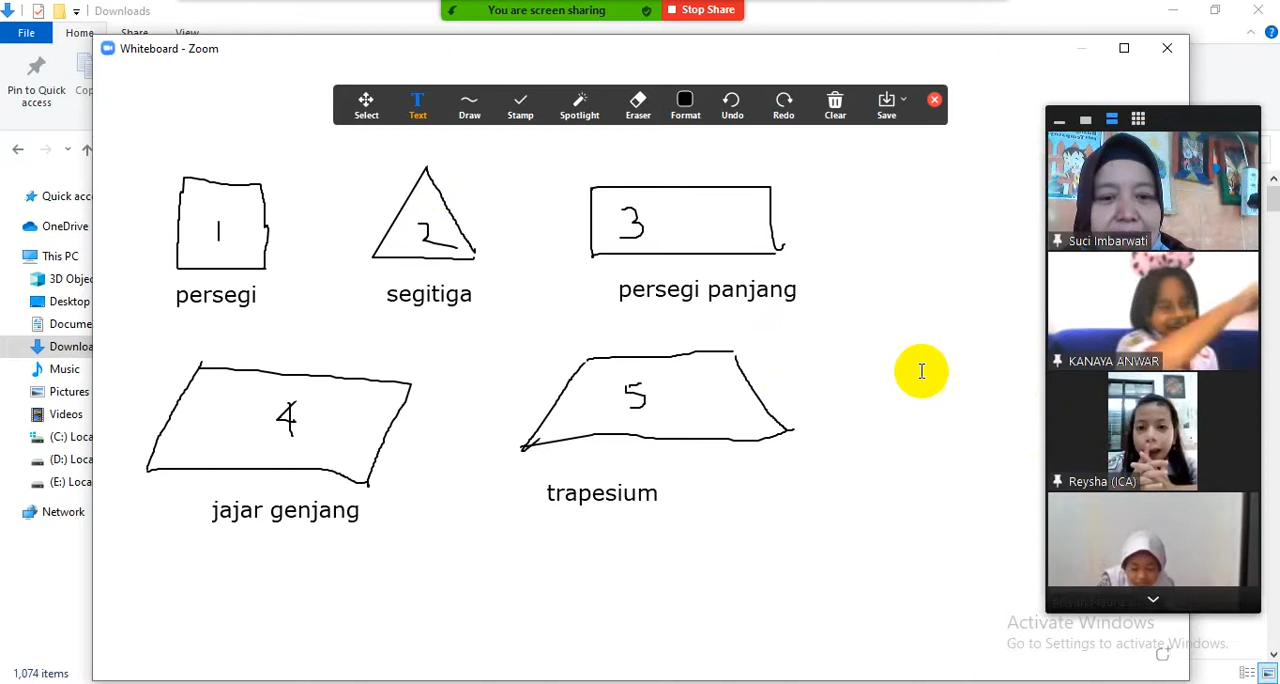 Downloads
You are screen sharing
Stop Share
File
Home
Share
View
Whiteboard - Zoom
Pin to Quick
access
Select
Text
Draw
Stamp
Spotlight
Eraser
Format
Undo
Redo
Clear
Save
Quick acc
OneDrive
This PC
3D Objec
Desktop
Docume
Downloa
Music
Pictures
Videos
(C:) Loca
(D:) Loca
(E:) Loca
Network
1
2
3
persegi
segitiga
persegi panjang
4
5
jajar genjang
trapesium
Suci Imbarwati
KANAYA ANWAR
Reysha (ICA)
Activate Windows
Go to Settings to activate Windows.
1,074 items